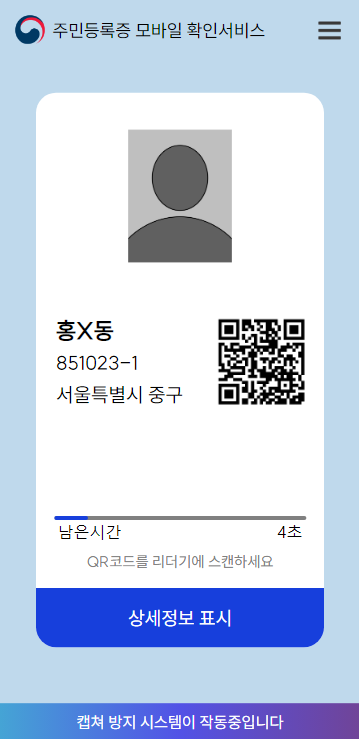 주민등록증 모바일 확인서비스
홍X동
851023-1
서울특별시 중구
남은시간 4초
QR코드를 리더기에 스캔하세요
상세정보 표시
캡쳐 방지 시스템이 작동중입니다